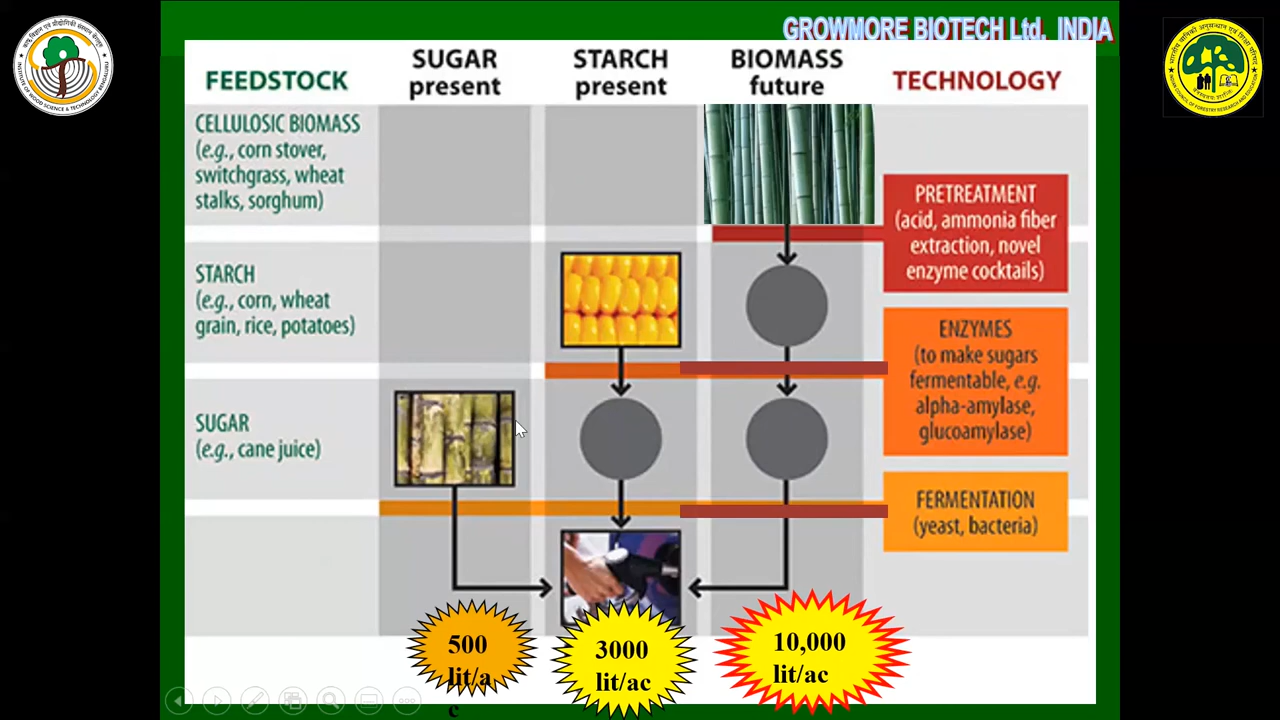 GROWMORE BIOTECH Ltd. INDIA
FEEDSTOCK
SUGAR
present
STARCH
present
BIOMASS
future
TECHNOLOGY
CELLULOSIC BIOMASS
(e.g., corn stover,
switchgrass, wheat
stalks, sorghum)
PRETREATMENT
(acid, ammonia fiber
extraction, novel
enzyme cocktails)
STARCH
(e.g., corn, wheat
grain, rice, potatoes)
ENZYMES
(to make sugars
fermentable, e.g.
alpha-amylase,
glucoamylase)
SUGAR
(e.g., cane juice)
FERMENTATION
(yeast, bacteria)
500
lit/a
c
3000
lit/ac
10,000
lit/ac